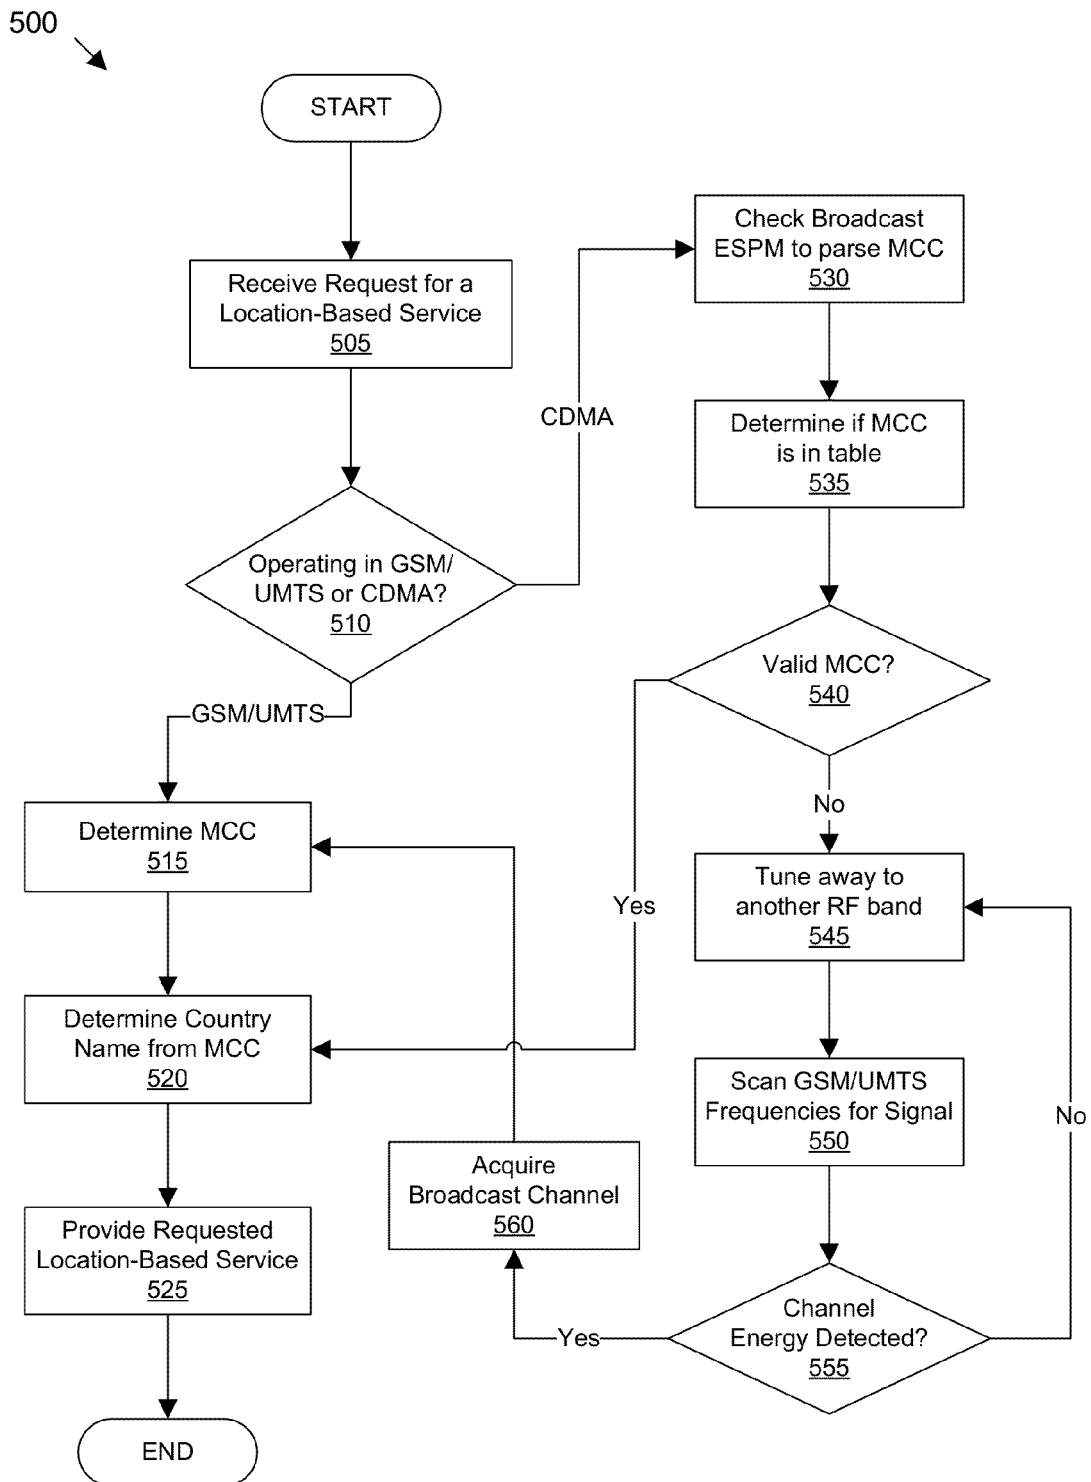 500
START
Receive Request for a
Location-Based Service
505
Operating in GSM/
UMTS or CDMA?
510
GSM/UMTS
CDMA
Determine MCC
515
Determine Country
Name from MCC
520
Provide Requested
Location-Based Service
525
END
Check Broadcast
ESPM to parse MCC
530
Determine if MCC
is in table
535
Valid MCC?
540
No
Yes
Tune away to
another RF band
545
Scan GSM/UMTS
Frequencies for Signal
550
Channel
Energy Detected?
555
No
Yes
Acquire
Broadcast Channel
560